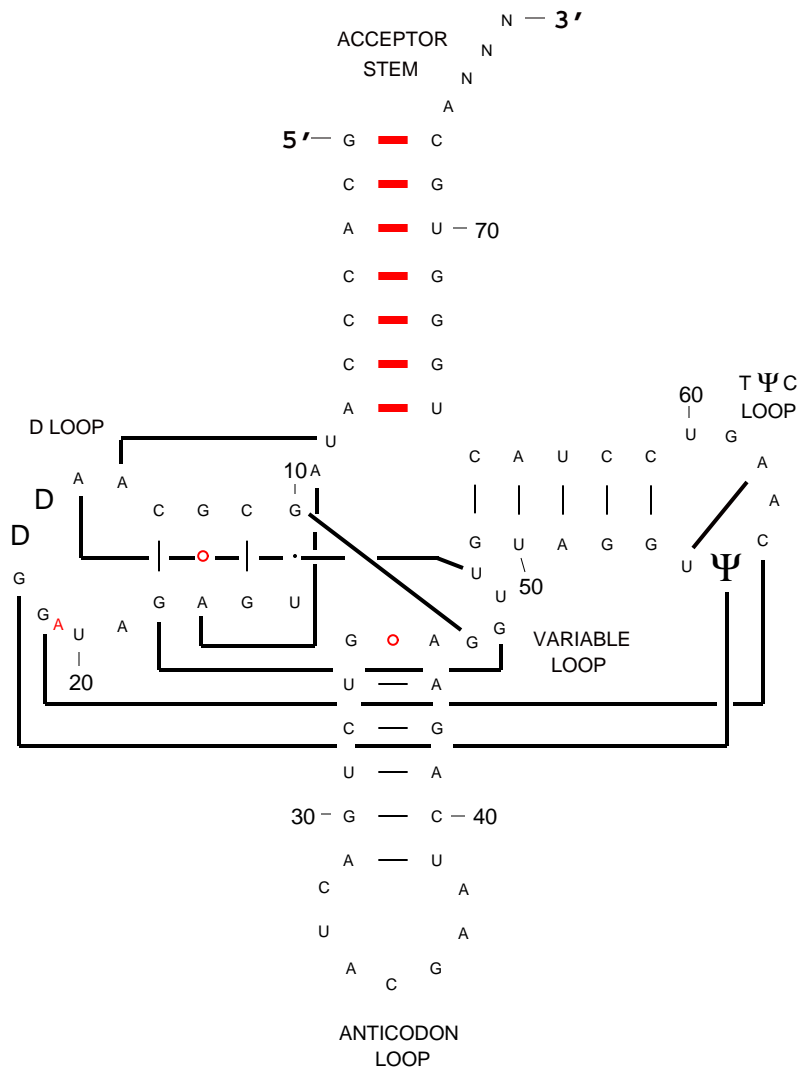 N — 3′
ACCEPTOR
STEM
N
N
A
5′ — G C
C G
A U — 70
C G
C G
C G
A U
60
T Ψ C
LOOP
D LOOP
U
U G
C A U C C
A
A A
10 A
A
D
C G C G
D
G U A G G U Ψ C
G
U
50
G A U A G A G U
U
20
G A G G
VARIABLE
LOOP
U A
C G
U A
30 — G C — 40
A U
C A
U A
A G
C
ANTICODON
LOOP